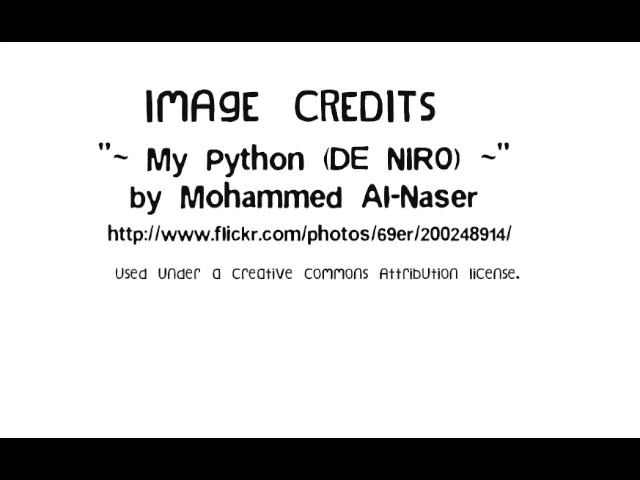 IMAGE CREDITS
"~ My Python (DE NIRO) ~"
by Mohammed Al-Naser
http://www.flickr.com/photos/69er/200248914/
Used Under a Creative Commons Attribution license.